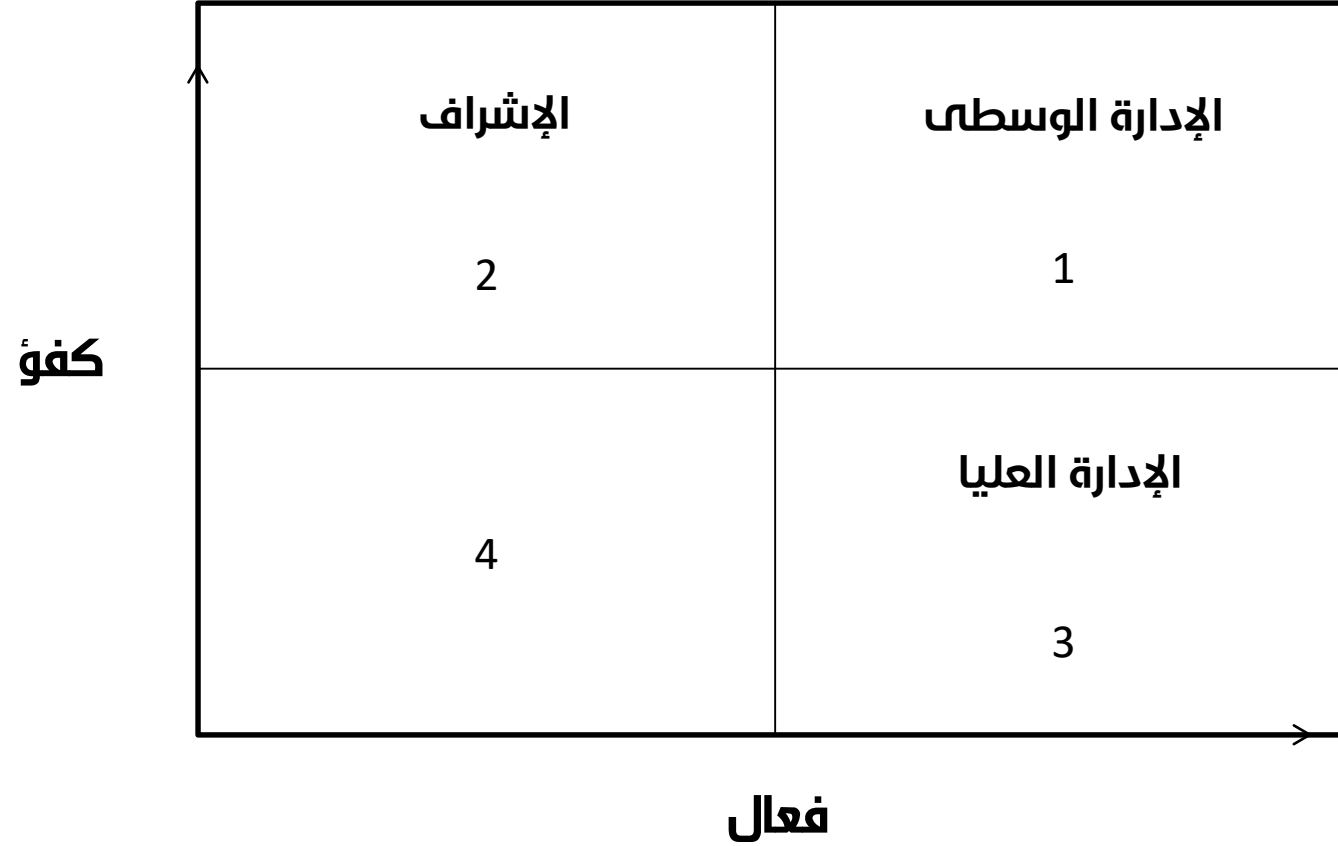 الإدارة الوسطى
الإشراف
1
2
كفؤ
الإدارة العليا
4
3
فعال